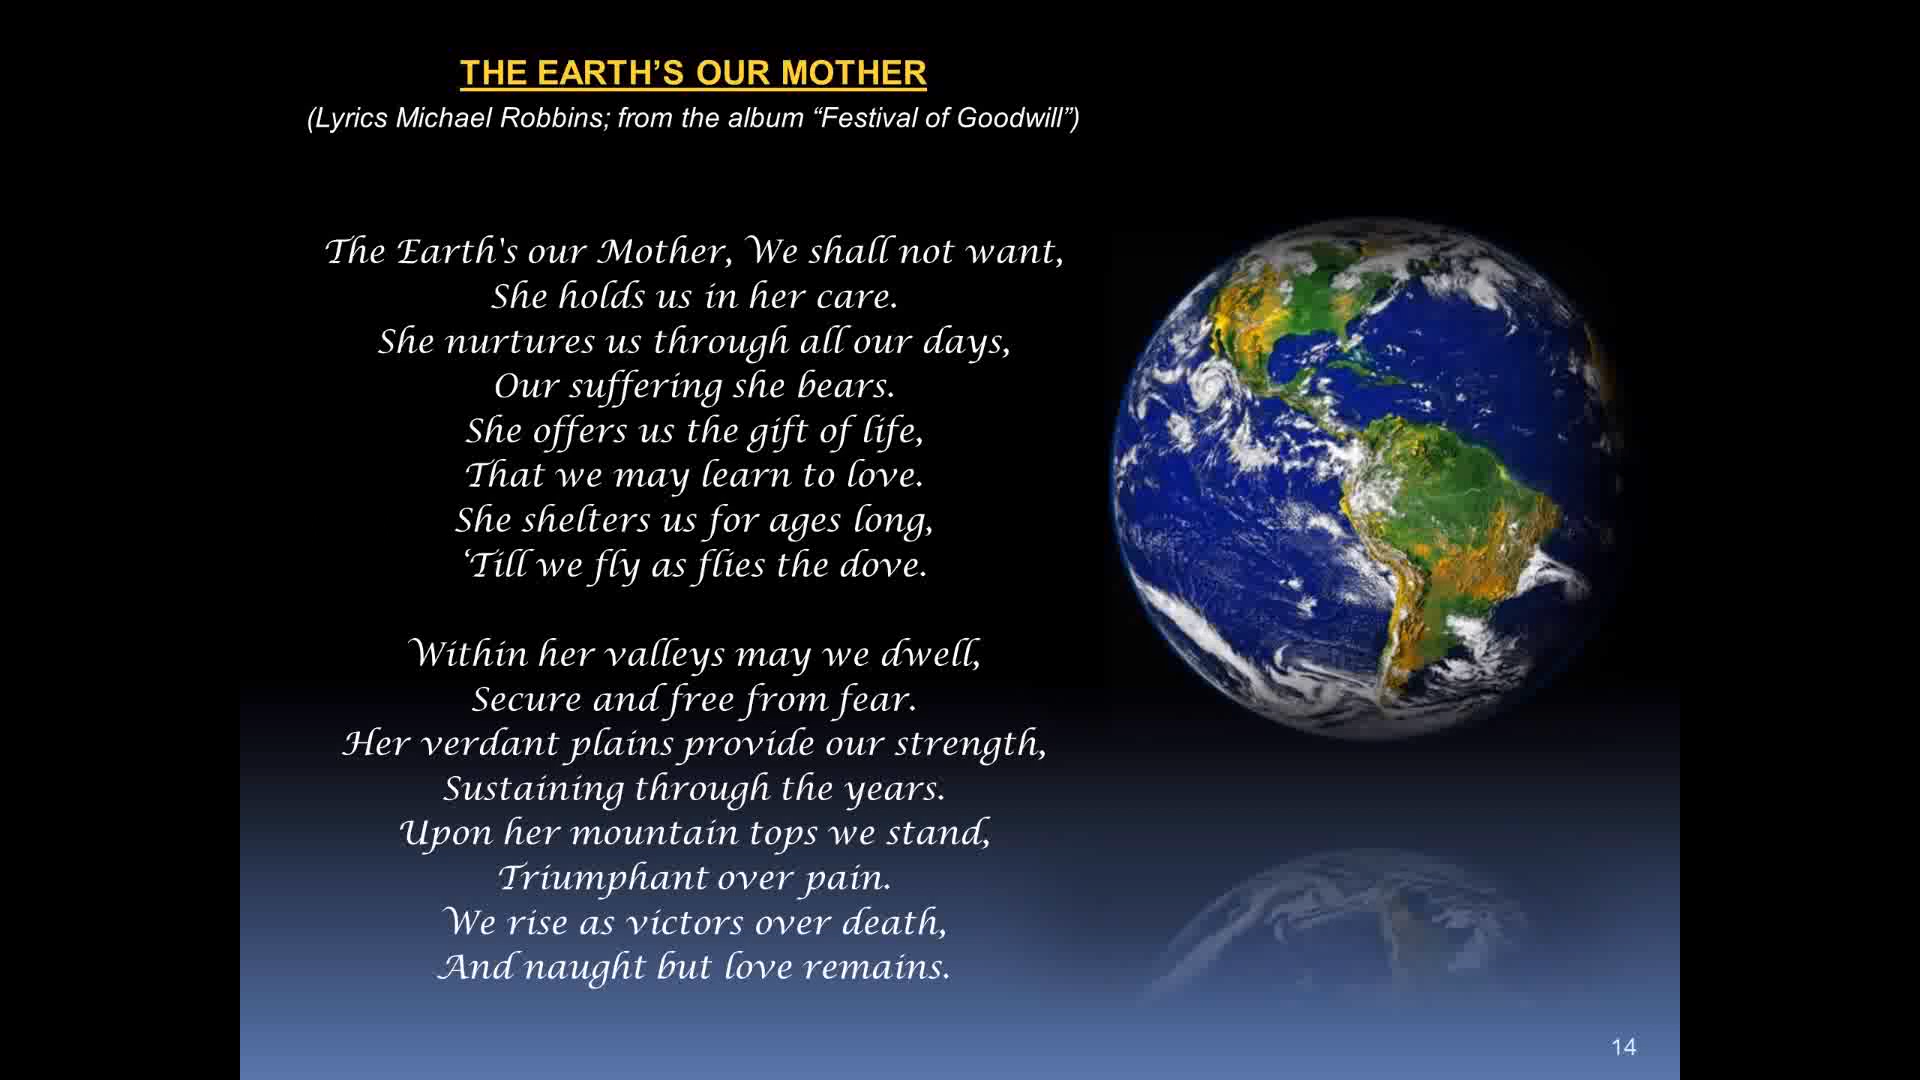 THE EARTH’S OUR MOTHER
(Lyrics Michael Robbins; from the album “Festival of Goodwill”)
The Earth's our Mother, We shall not want,
She holds us in her care.
She nurtures us through all our days,
Our suffering she bears.
She offers us the gift of life,
That we may learn to love.
She shelters us for ages long,
‘Till we fly as flies the dove.
Within her valleys may we dwell,
Secure and free from fear.
Her verdant plains provide our strength,
Sustaining through the years.
Upon her mountain tops we stand,
Triumphant over pain.
We rise as victors over death,
And naught but love remains.
14